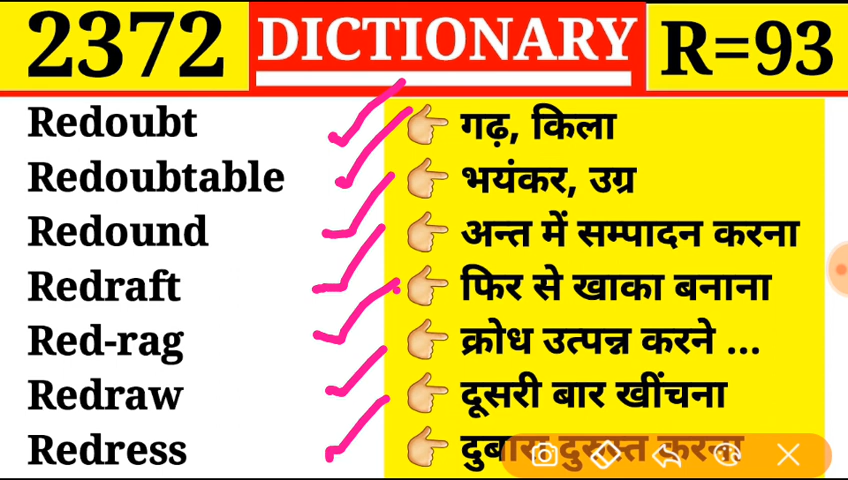 2372 DICTIONARY R=93
Redoubt गढ़, किला
Redoubtable भयंकर, उग्र
Redound अन्त में सम्पादन करना
Redraft फिर से खाका बनाना
Red-rag क्रोध उत्पन्न करने ...
Redraw दूसरी बार खींचना
Redress दुबारा दुरुस्त करना